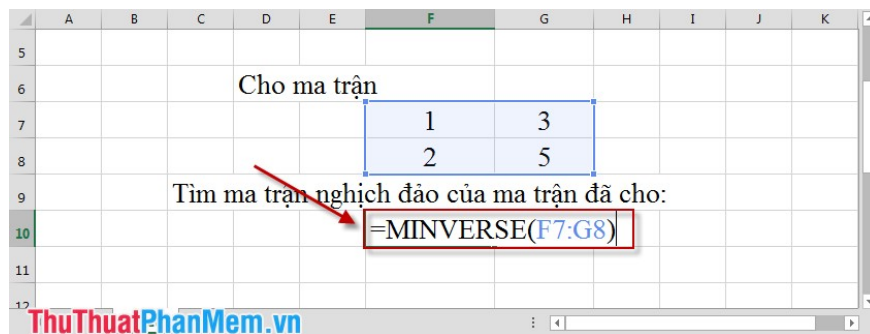 A B C D E F G H I J K
5
6 Cho ma trận
7 1 3
8 2 5
9 Tìm ma trận nghịch đảo của ma trận đã cho:
10 =MINVERSE(F7:G8)
11
12
ThuThuatPhanMem.vn